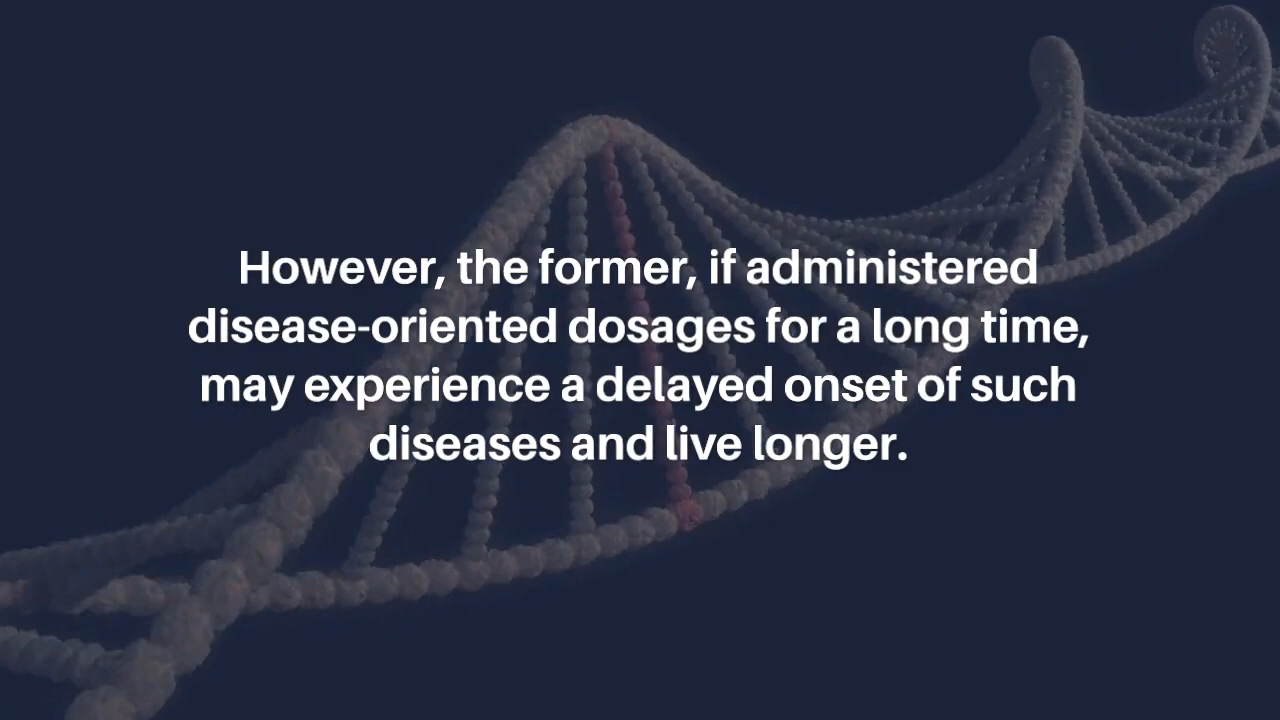 However, the former, if administered
disease-oriented dosages for a long time,
may experience a delayed onset of such
diseases and live longer.